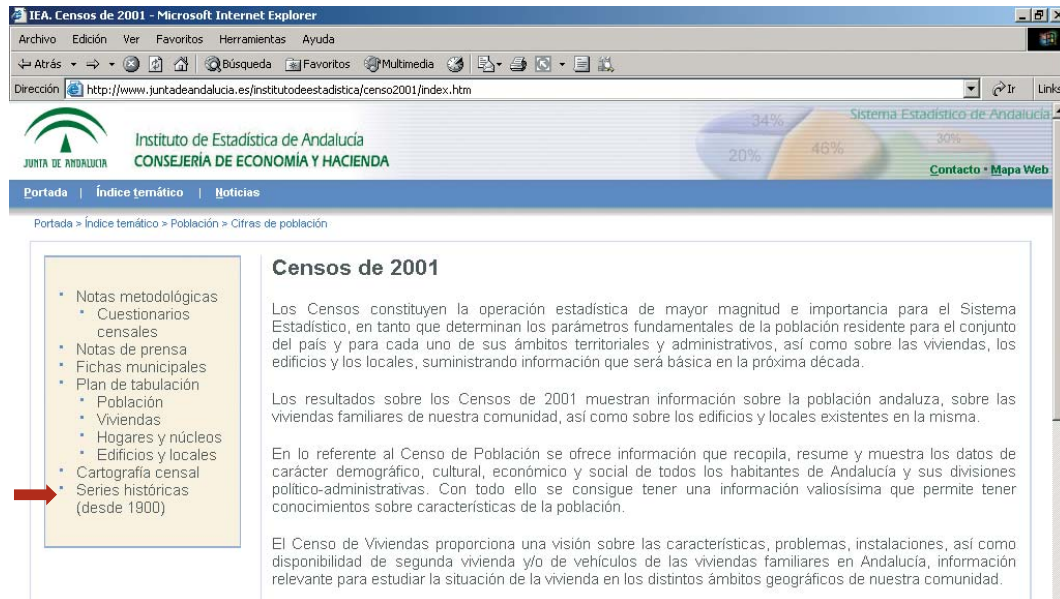 IEA. Censos de 2001 - Microsoft Internet Explorer
Archivo Edición Ver Favoritos Herramientas Ayuda
Atrás Búsqueda Favoritos Multimedia
Dirección http://www.juntadeandalucia.es/institutodeestadistica/censo2001/index.htm Ir Links
JUNTA DE ANDALUCIA
Instituto de Estadística de Andalucía
CONSEJERÍA DE ECONOMÍA Y HACIENDA
34%
20%
46%
30%
Sistema Estadístico de Andalucía
Contacto · Mapa Web
Portada | Índice temático | Noticias
Portada > Índice temático > Población > Cifras de población
Notas metodológicas
Cuestionarios
censales
Notas de prensa
Fichas municipales
Plan de tabulación
Población
Viviendas
Hogares y núcleos
Edificios y locales
Cartografía censal
Series históricas
(desde 1900)
Censos de 2001
Los Censos constituyen la operación estadística de mayor magnitud e importancia para el Sistema
Estadístico, en tanto que determinan los parámetros fundamentales de la población residente para el conjunto
del país y para cada uno de sus ámbitos territoriales y administrativos, así como sobre las viviendas, los
edificios y los locales, suministrando información que será básica en la próxima década.
Los resultados sobre los Censos de 2001 muestran información sobre la población andaluza, sobre las
viviendas familiares de nuestra comunidad, así como sobre los edificios y locales existentes en la misma.
En lo referente al Censo de Población se ofrece información que recopila, resume y muestra los datos de
carácter demográfico, cultural, económico y social de todos los habitantes de Andalucía y sus divisiones
político-administrativas. Con todo ello se consigue tener una información valiosísima que permite tener
conocimientos sobre características de la población.
El Censo de Viviendas proporciona una visión sobre las características, problemas, instalaciones, así como
disponibilidad de segunda vivienda y/o de vehículos de las viviendas familiares en Andalucía, información
relevante para estudiar la situación de la vivienda en los distintos ámbitos geográficos de nuestra comunidad.